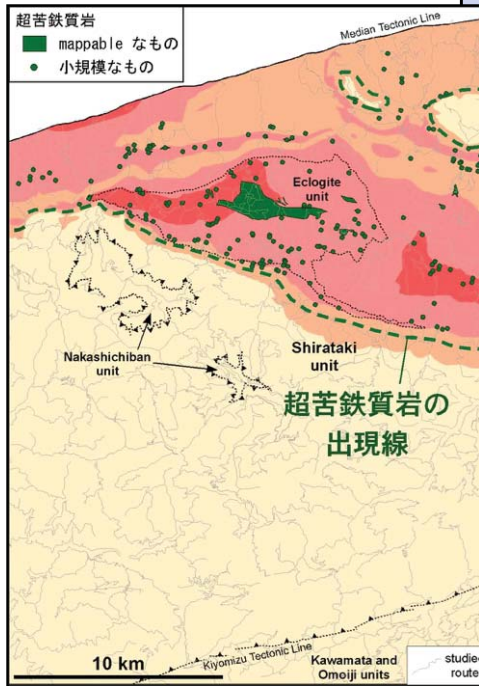 超苦鉄質岩
mappable なもの
小規模なもの
Median Tectonic Line
Eclogite
unit
Nakashichiban
unit
Shirataki
unit
超苦鉄質岩の
出現線
10 km
Kiyomizu Tectonic Line
Kawamata and
Omoiji units
studie
route